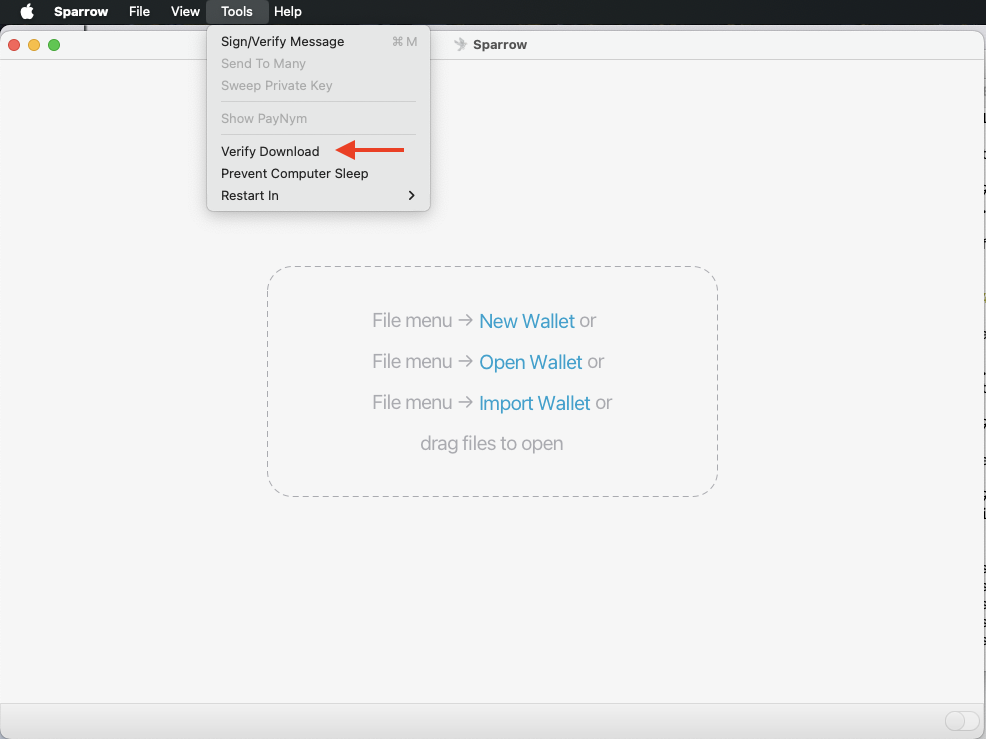 Sparrow File View Tools Help
Sparrow
Sign/Verify Message ⌘ M
Send To Many
Sweep Private Key
Show PayNym
Verify Download
Prevent Computer Sleep
Restart In
File menu → New Wallet or
File menu → Open Wallet or
File menu → Import Wallet or
drag files to open